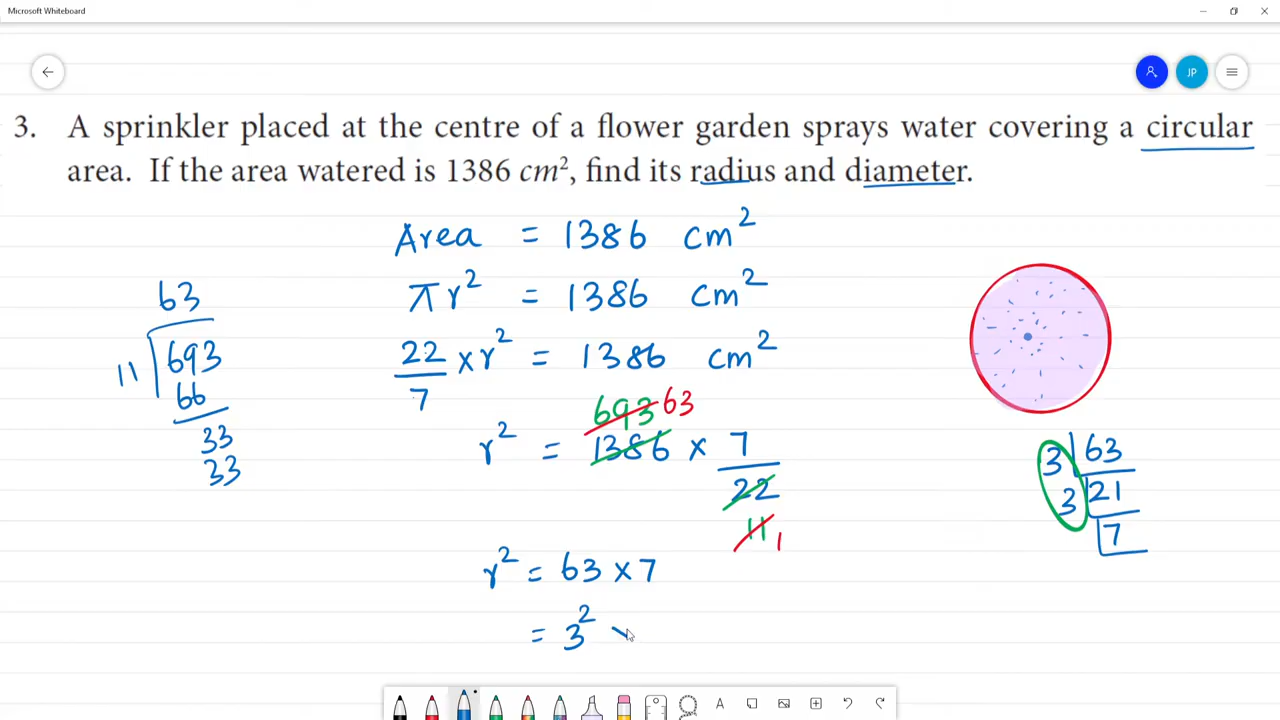 Microsoft Whiteboard
JP
3. A sprinkler placed at the centre of a flower garden sprays water covering a circular
area. If the area watered is 1386 cm², find its radius and diameter.
Area = 1386 cm²
πr² = 1386 cm²
22/7 × r² = 1386 cm²
693 63
r² = 1386 × 7/22
11 1
r² = 63 × 7
= 3²
63
11 693
66
33
33
3 63
3 21
7
A